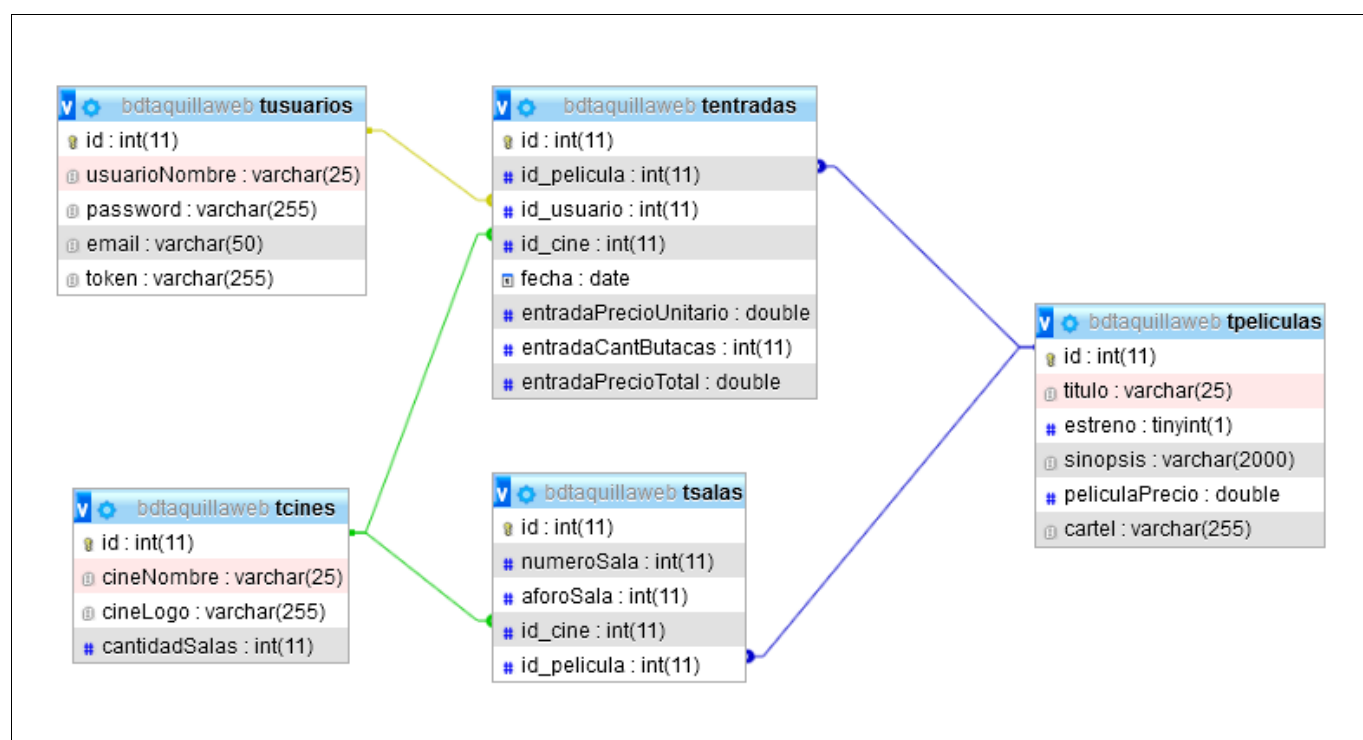 bdtaquillaweb tusuarios
id : int(11)
usuarioNombre : varchar(25)
password : varchar(255)
email : varchar(50)
token : varchar(255)
bdtaquillaweb tentradas
id : int(11)
id_pelicula : int(11)
id_usuario : int(11)
id_cine : int(11)
fecha : date
entradaPrecioUnitario : double
entradaCantButacas : int(11)
entradaPrecioTotal : double
bdtaquillaweb tpeliculas
id : int(11)
titulo : varchar(25)
estreno : tinyint(1)
sinopsis : varchar(2000)
peliculaPrecio : double
cartel : varchar(255)
bdtaquillaweb tcines
id : int(11)
cineNombre : varchar(25)
cineLogo : varchar(255)
cantidadSalas : int(11)
bdtaquillaweb tsalas
id : int(11)
numeroSala : int(11)
aforoSala : int(11)
id_cine : int(11)
id_pelicula : int(11)